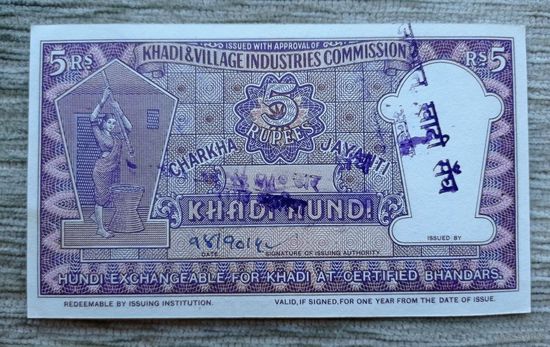 ISSUED WITH APPROVAL OF
5 RS KHADI & VILLAGE INDUSTRIES COMMISSION RS 5
5
RUPEES
CHARKHA JAYANTI
KHADI HUNDI
खादी
DATE. SIGNATURE OF ISSUING AUTHORITY.
ISSUED BY
HUNDI EXCHANGEABLE FOR KHADI AT CERTIFIED BHANDARS.
REDEEMABLE BY ISSUING INSTITUTION. VALID, IF SIGNED, FOR ONE YEAR FROM THE DATE OF ISSUE.